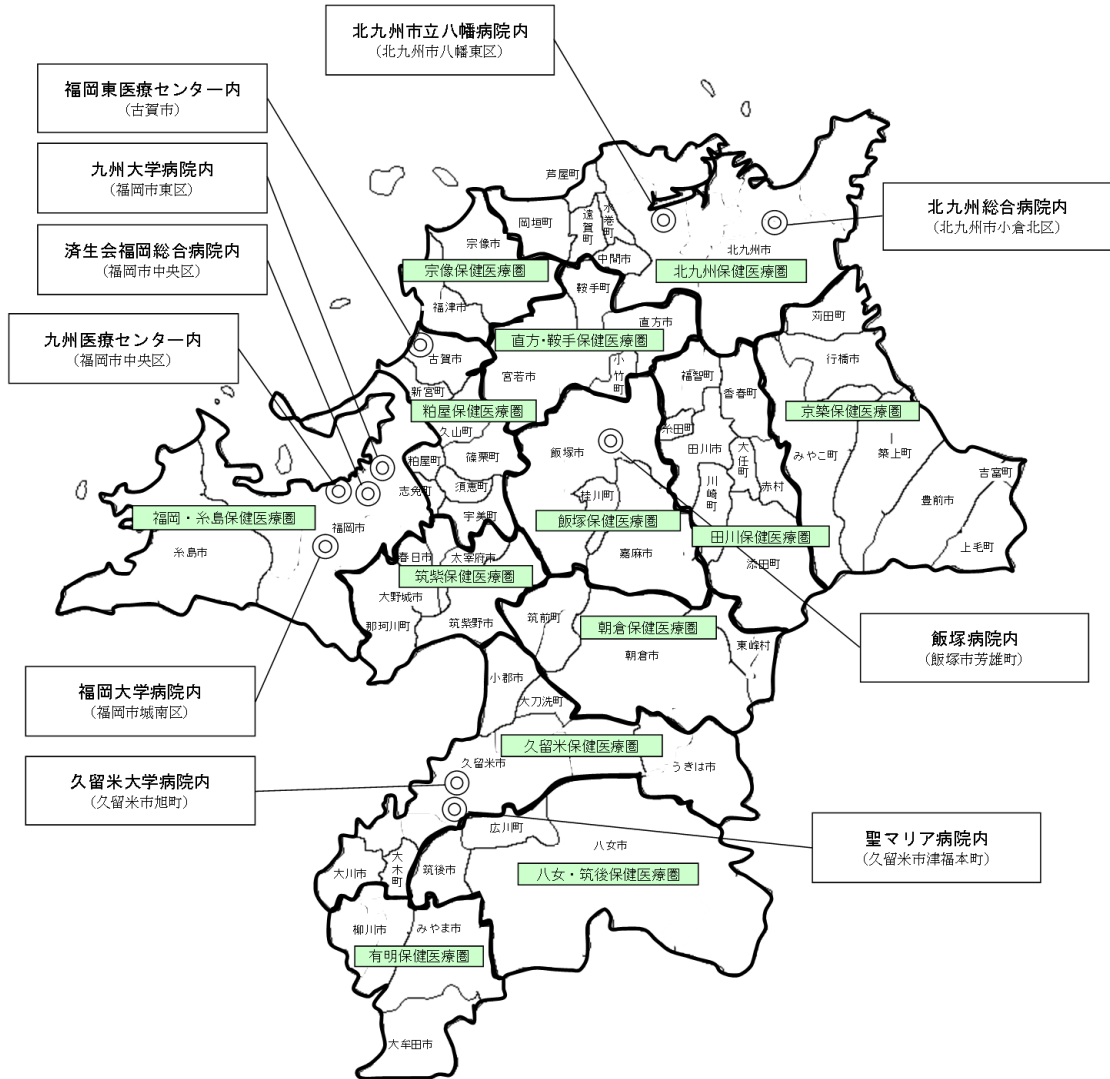 北九州市立八幡病院内
(北九州市八幡東区)
福岡東医療センター内
(古賀市)
九州大学病院内
(福岡市東区)
済生会福岡総合病院内
(福岡市中央区)
九州医療センター内
(福岡市中央区)
北九州総合病院内
(北九州市小倉北区)
芦屋町
岡垣町
遠賀町
水巻町
中間市
北九州市
北九州保健医療圏
宗像市
宗像保健医療圏
福津市
鞍手町
直方市
直方・鞍手保健医療圏
宮若市
小竹町
古賀市
新宮町
粕屋保健医療圏
久山町
篠栗町
粕屋町
志免町
須恵町
宇美町
苅田町
行橋市
京築保健医療圏
みやこ町
築上町
豊前市
吉富町
上毛町
福智町
香春町
糸田町
田川市
大任町
川崎町
赤村
田川保健医療圏
添田町
飯塚市
桂川町
飯塚保健医療圏
嘉麻市
福岡・糸島保健医療圏
福岡市
糸島市
春日市
太宰府市
筑紫保健医療圏
大野城市
那珂川町
筑紫野市
筑前町
朝倉保健医療圏
朝倉市
東峰村
飯塚病院内
(飯塚市芳雄町)
福岡大学病院内
(福岡市城南区)
小郡市
大刀洗町
久留米保健医療圏
久留米市
うきは市
久留米大学病院内
(久留米市旭町)
聖マリア病院内
(久留米市津福本町)
広川町
八女市
八女・筑後保健医療圏
筑後市
大川市
大木町
柳川市
みやま市
有明保健医療圏
大牟田市